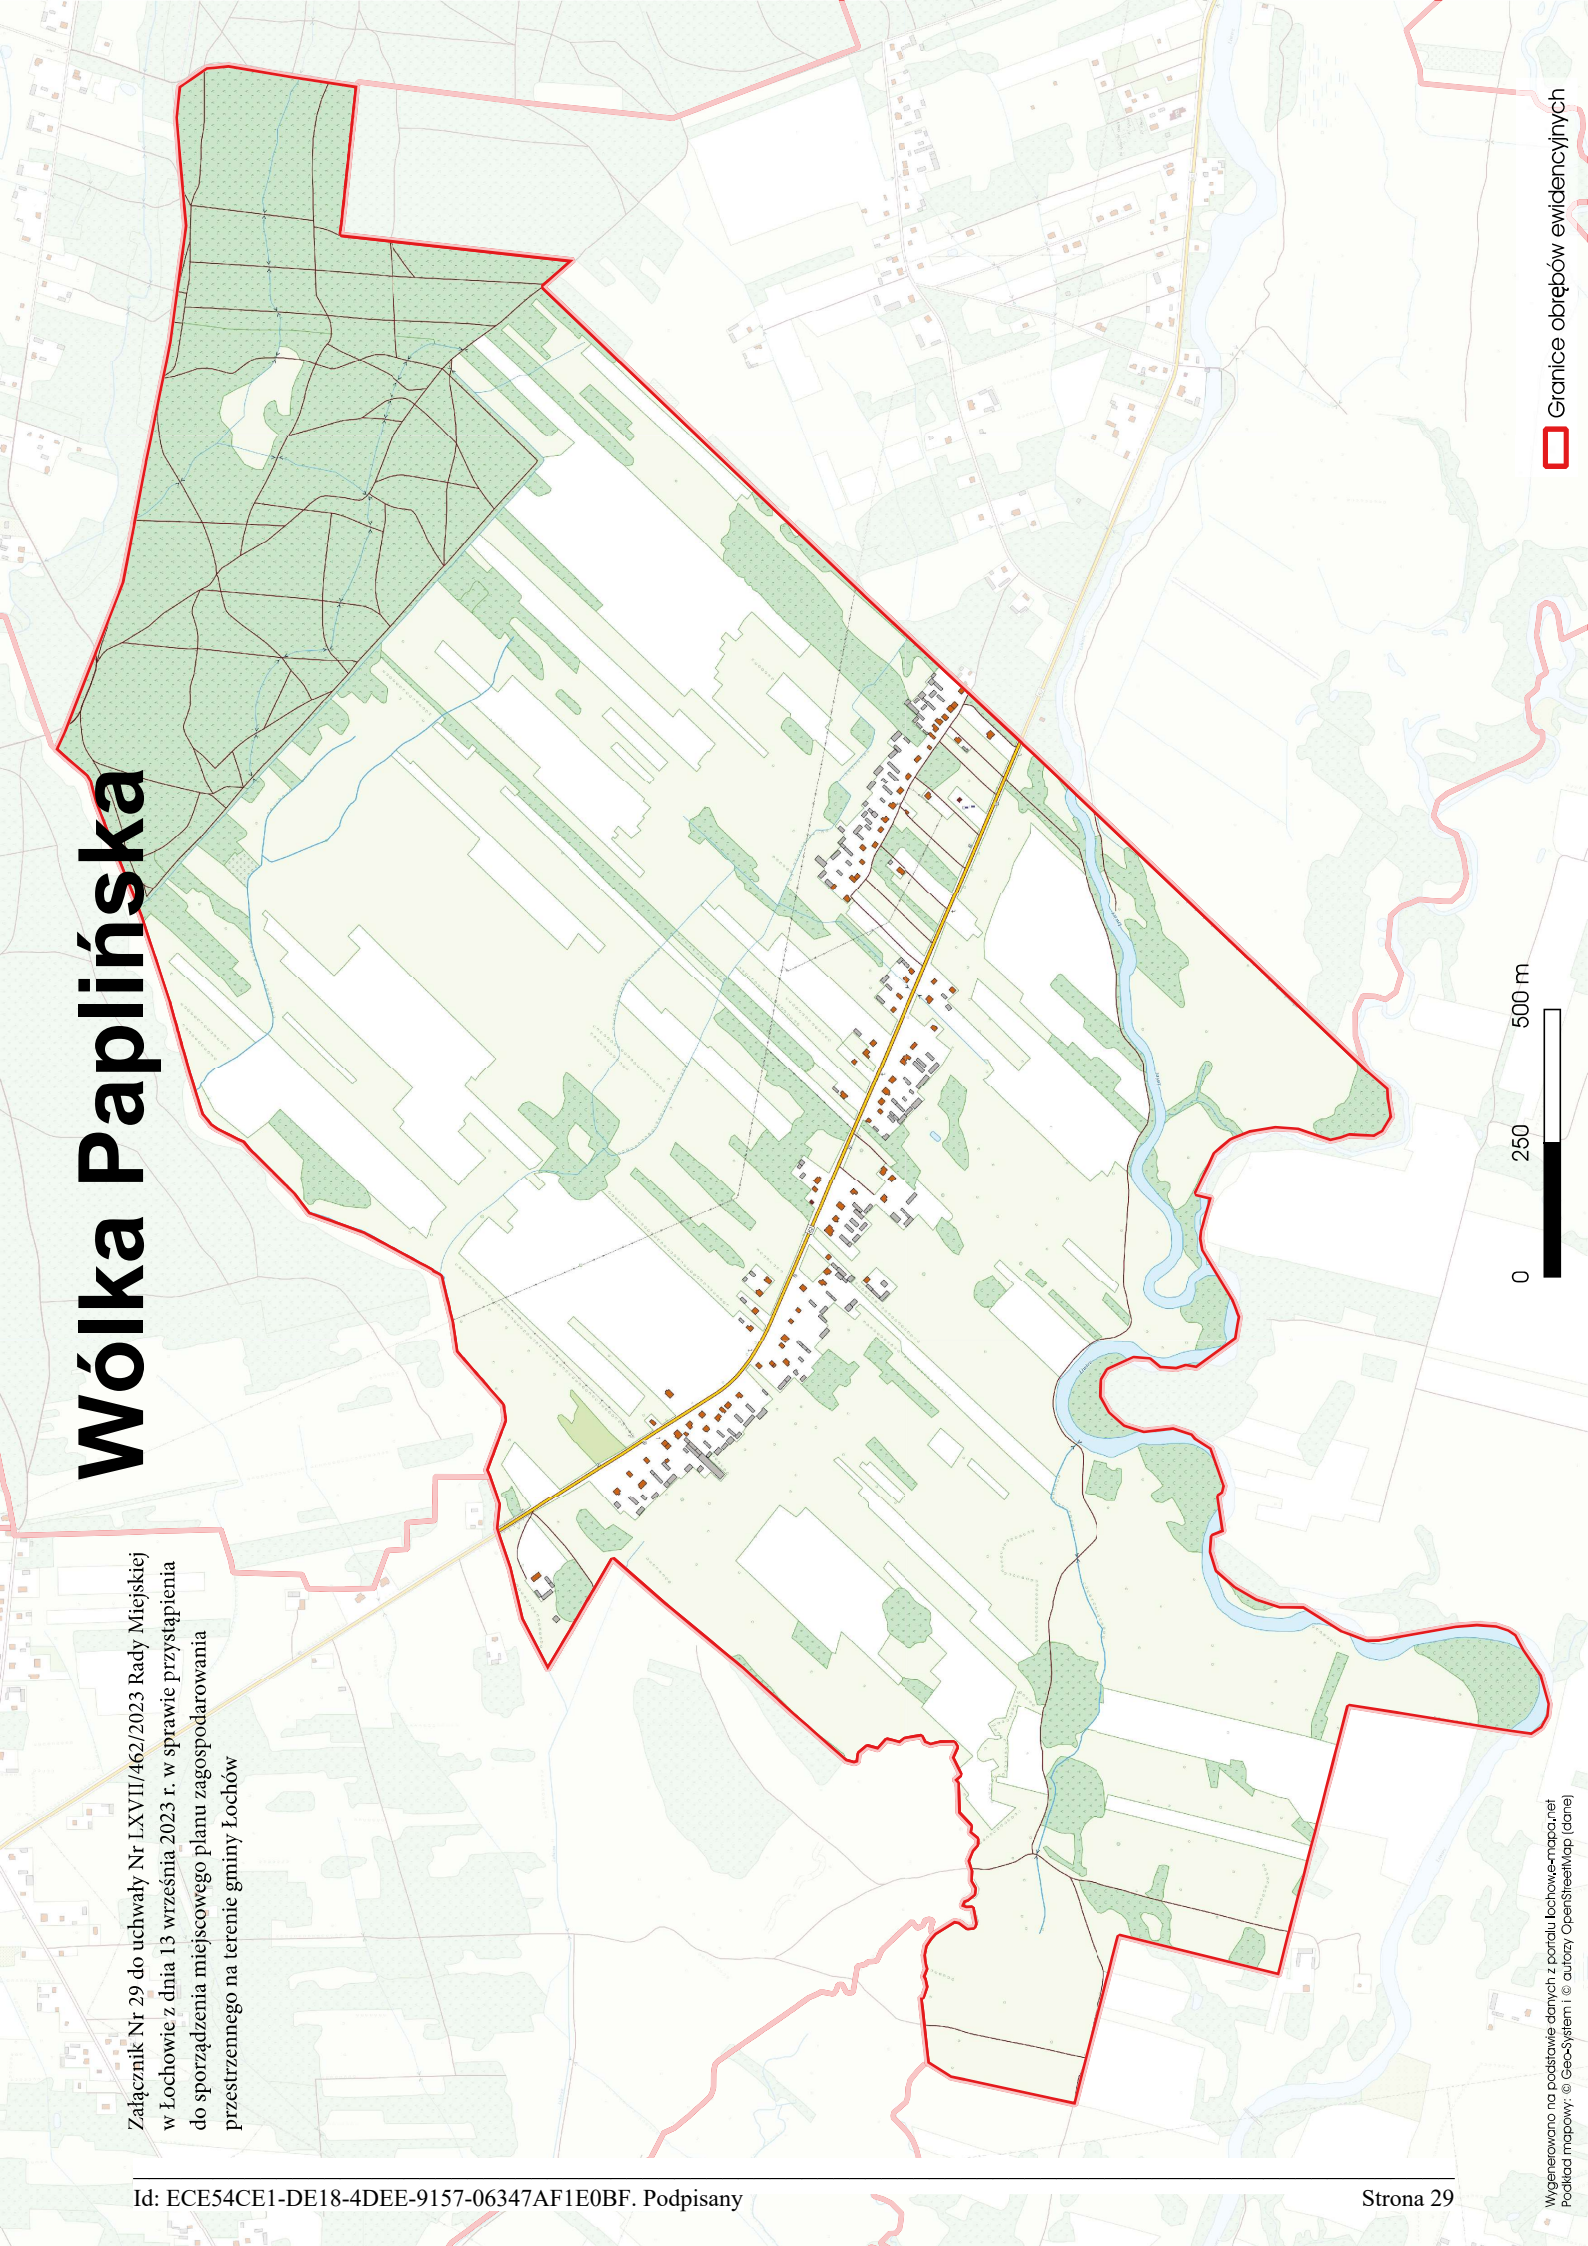 Załącznik Nr 29 do uchwały Nr LXVII/462/2023 Rady Miejskiej
w Łochowie z dnia 13 września 2023 r. w sprawie przystąpienia
do sporządzenia miejscowego planu zagospodarowania
przestrzennego na terenie gminy Łochów
Wólka Paplińska
Granice obrębów ewidencyjnych
0 250 500 m
Wygenerowano na podstawie danych z portalu lochow.e-mapa.net
Podkład mapowy: © Geo-System i © autorzy OpenStreetMap (dane)
Id: ECE54CE1-DE18-4DEE-9157-06347AF1E0BF. Podpisany
Strona 29